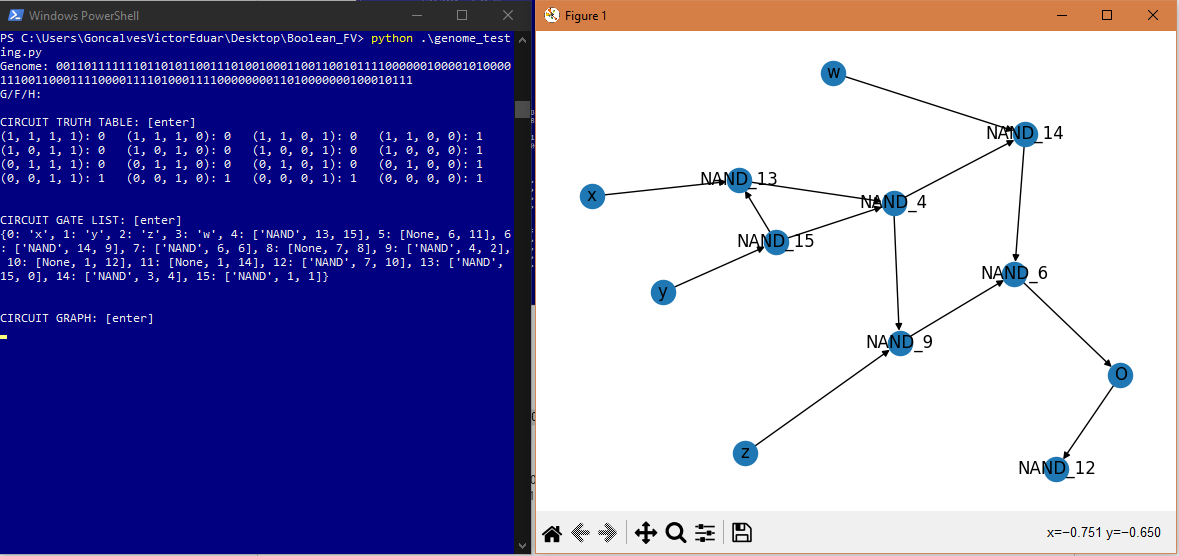 Windows PowerShell
PS C:\Users\GoncalvesVictorEduar\Desktop\Boolean_FV> python .\genome_test
ing.py
Genome: 001101111111011010110011101001000110011001011110000001000010100001
11001100011110000111101000111100000000011010000000100010111
G/F/H:
CIRCUIT TRUTH TABLE: [enter]
(1, 1, 1, 1): 0   (1, 1, 1, 0): 0   (1, 1, 0, 1): 0   (1, 1, 0, 0): 1
(1, 0, 1, 1): 1   (1, 0, 1, 0): 1   (1, 0, 0, 1): 1   (1, 0, 0, 0): 1
(0, 1, 1, 1): 0   (0, 1, 1, 0): 0   (0, 1, 0, 1): 0   (0, 1, 0, 0): 1
(0, 0, 1, 1): 1   (0, 0, 1, 0): 1   (0, 0, 0, 1): 1   (0, 0, 0, 0): 1
CIRCUIT GATE LIST: [enter]
{0: 'x', 1: 'y', 2: 'z', 3: 'w', 4: ['NAND', 13, 15], 5: [None, 6, 11], 6
: ['NAND', 14, 9], 7: ['NAND', 6, 6], 8: [None, 7, 8], 9: ['NAND', 4, 2],
10: [None, 1, 12], 11: [None, 1, 14], 12: ['NAND', 7, 10], 13: ['NAND',
15, 0], 14: ['NAND', 3, 4], 15: ['NAND', 1, 1]}
CIRCUIT GRAPH: [enter]
Figure 1
w
NAND_14
NAND_13
x
NAND_4
NAND_15
NAND_6
y
NAND_9
O
z
NAND_12
x=−0.751 y=−0.650